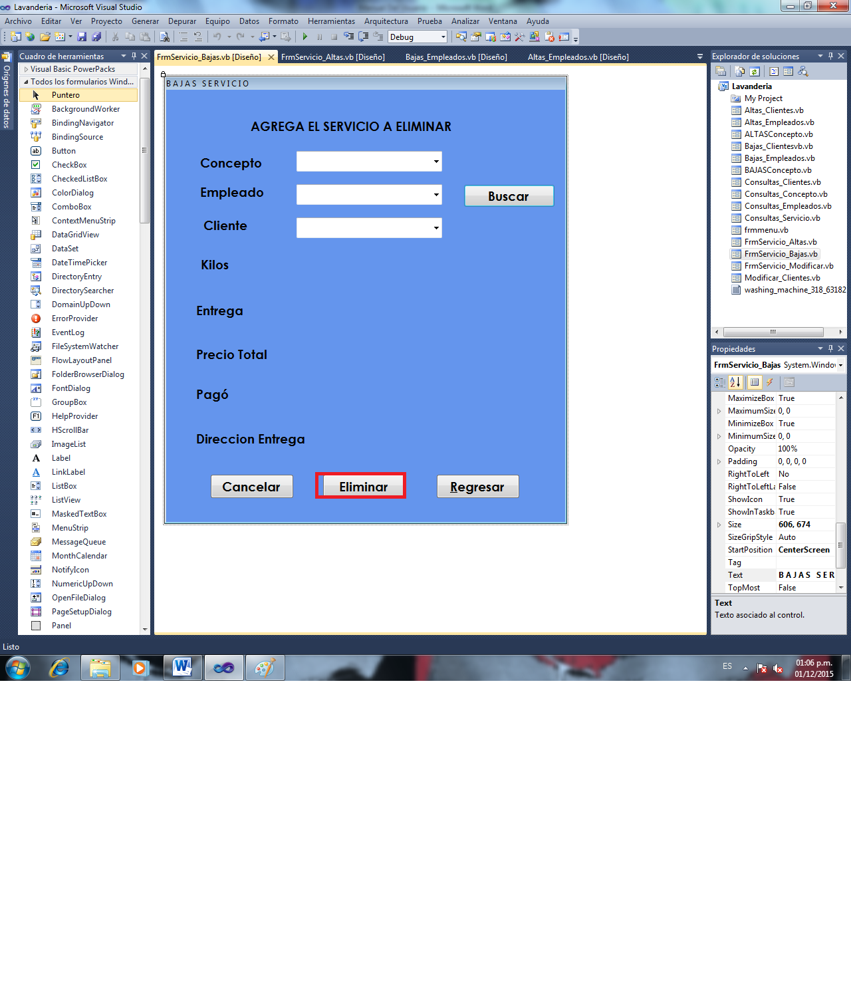 Lavanderia - Microsoft Visual Studio
Archivo Editar Ver Proyecto Generar Depurar Equipo Datos Formato Herramientas Arquitectura Prueba Analizar Ventana Ayuda
Debug
Orígenes de datos
Cuadro de herramientas
Visual Basic PowerPacks
Todos los formularios Wind...
Puntero
BackgroundWorker
BindingNavigator
BindingSource
Button
CheckBox
CheckedListBox
ColorDialog
ComboBox
ContextMenuStrip
DataGridView
DataSet
DateTimePicker
DirectoryEntry
DirectorySearcher
DomainUpDown
ErrorProvider
EventLog
FileSystemWatcher
FlowLayoutPanel
FolderBrowserDialog
FontDialog
GroupBox
HelpProvider
HScrollBar
ImageList
Label
LinkLabel
ListBox
ListView
MaskedTextBox
MenuStrip
MessageQueue
MonthCalendar
NotifyIcon
NumericUpDown
OpenFileDialog
PageSetupDialog
Panel
FrmServicio_Bajas.vb [Diseño] FrmServicio_Altas.vb [Diseño] Bajas_Empleados.vb [Diseño] Altas_Empleados.vb [Diseño]
BAJAS SERVICIO
AGREGA EL SERVICIO A ELIMINAR
Concepto
Empleado
Buscar
Cliente
Kilos
Entrega
Precio Total
Pagó
Direccion Entrega
Cancelar Eliminar Regresar
Explorador de soluciones
Lavanderia
My Project
Altas_Clientes.vb
Altas_Empleados.vb
ALTASConcepto.vb
Bajas_Clientesvb.vb
Bajas_Empleados.vb
BAJASConcepto.vb
Consultas_Clientes.vb
Consultas_Concepto.vb
Consultas_Empleados.vb
Consultas_Servicio.vb
frmmenu.vb
FrmServicio_Altas.vb
FrmServicio_Bajas.vb
FrmServicio_Modificar.vb
Modificar_Clientes.vb
washing_machine_318_63182
Propiedades
FrmServicio_Bajas System.Window
MaximizeBox True
MaximumSize 0, 0
MinimizeBox True
MinimumSize 0, 0
Opacity 100%
Padding 0, 0, 0, 0
RightToLeft No
RightToLeftLa False
ShowIcon True
ShowInTaskb True
Size 606, 674
SizeGripStyle Auto
StartPosition CenterScreen
Tag
Text BAJAS SER
TopMost False
Text
Texto asociado al control.
Listo
ES
01:06 p.m.
01/12/2015